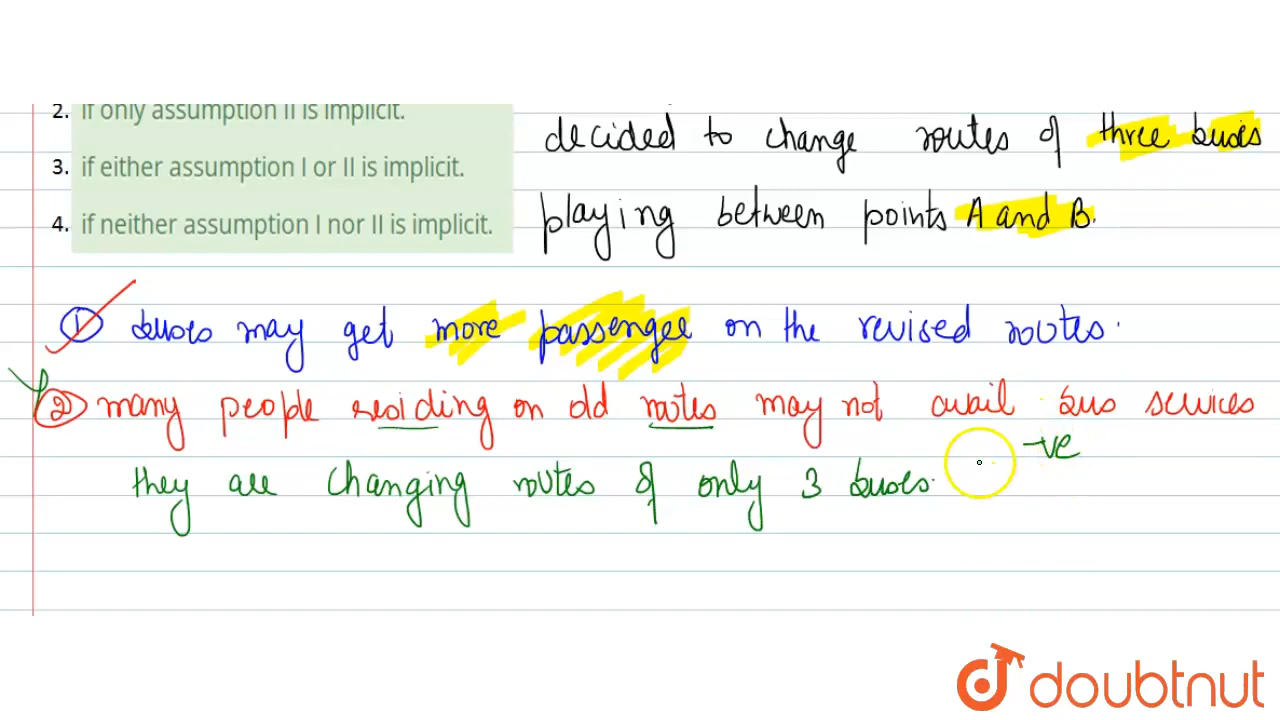 2. if only assumption II is implicit.
3. if either assumption I or II is implicit.
4. if neither assumption I nor II is implicit.
decided to change routes of three buses
playing between points A and B.
① buses may get more passenger on the revised routes.
② many people residing on old routes may not avail bus services
-ve
they are changing routes of only 3 buses.
doubtnut